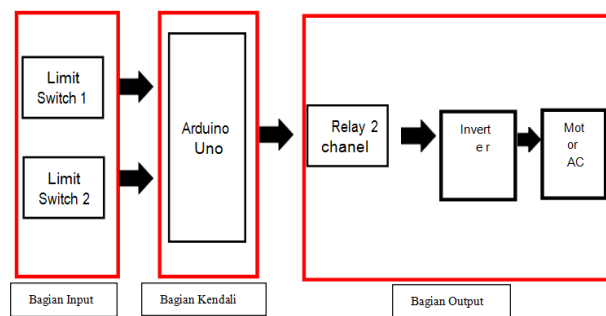 Limit
Switch 1
Limit
Switch 2
Arduino
Uno
Relay 2
chanel
Invert
e r
Mot
or
AC
Bagian Input
Bagian Kendali
Bagian Output